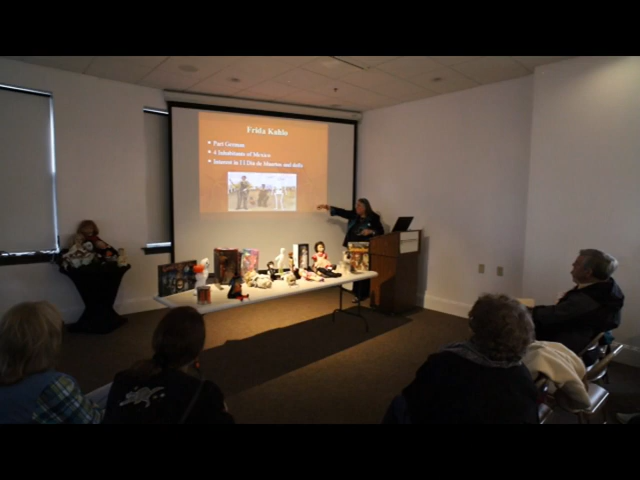 Frida Kahlo
Part German
4 Inhabitants of Mexico
Interest in El Dia de Muertos and dolls